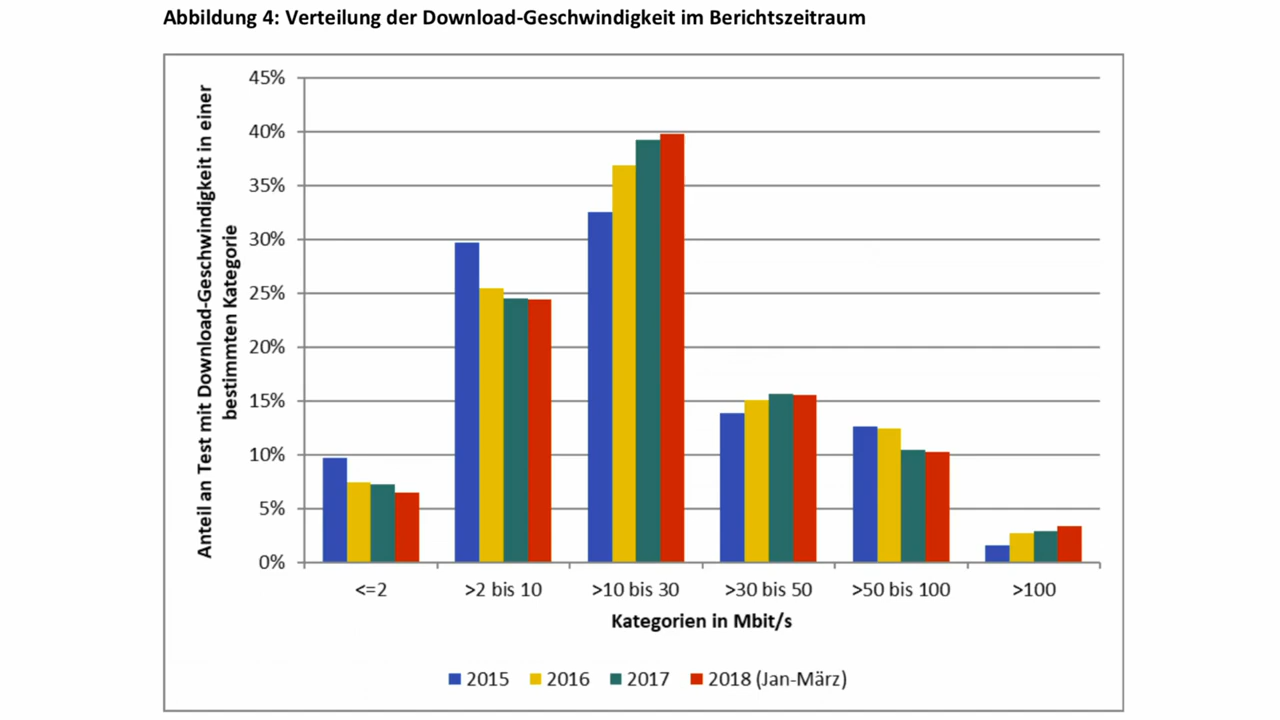 Abbildung 4: Verteilung der Download-Geschwindigkeit im Berichtszeitraum
Anteil an Test mit Download-Geschwindigkeit in einer
bestimmten Kategorie
45%
40%
35%
30%
25%
20%
15%
10%
5%
0%
<=2
>2 bis 10
>10 bis 30
>30 bis 50
>50 bis 100
>100
Kategorien in Mbit/s
2015
2016
2017
2018 (Jan-März)